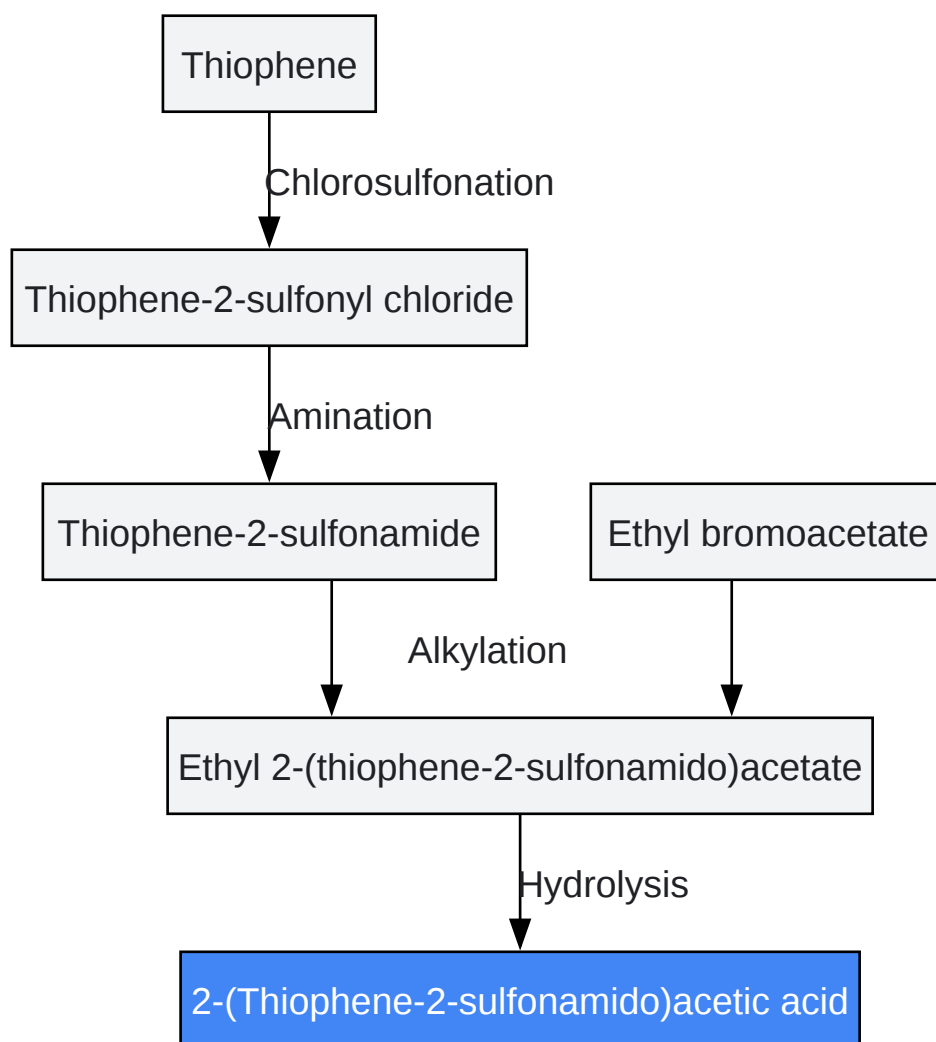 Thiophene
Chlorosulfonation
Thiophene-2-sulfonyl chloride
Amination
Thiophene-2-sulfonamide
Ethyl bromoacetate
Alkylation
Ethyl 2-(thiophene-2-sulfonamido)acetate
Hydrolysis
2-(Thiophene-2-sulfonamido)acetic acid